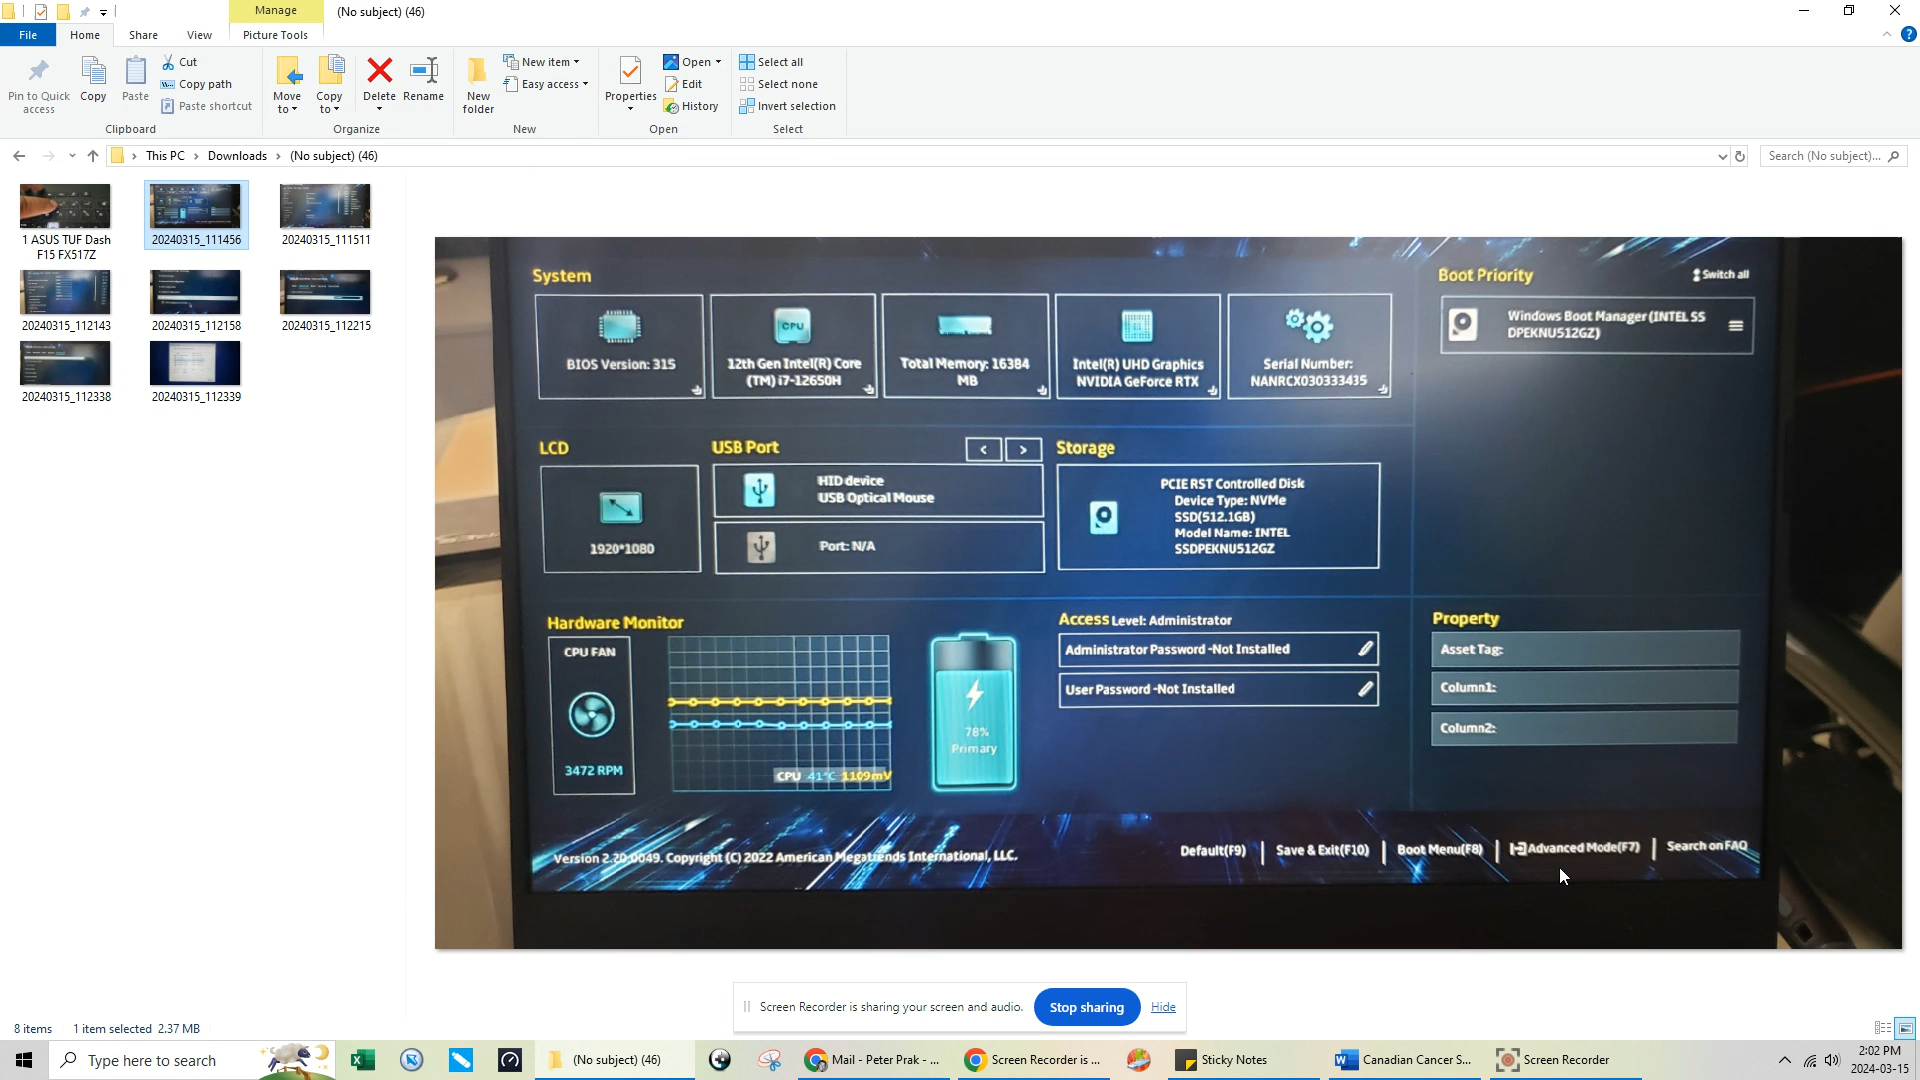 Manage
(No subject) (46)
File
Home
Share
View
Picture Tools
Pin to Quick access
Copy
Paste
Cut
Copy path
Paste shortcut
Clipboard
Move to
Copy to
Delete
Rename
Organize
New folder
New item
Easy access
New
Properties
Open
Edit
History
Open
Select all
Select none
Invert selection
Select
This PC > Downloads > (No subject) (46)
Search (No subject)...
1 ASUS TUF Dash
F15 FX517Z
20240315_111456
20240315_111511
20240315_112143
20240315_112158
20240315_112215
20240315_112338
20240315_112339
System
BIOS Version: 315
12th Gen Intel(R) Core
(TM) i7-12650H
Total Memory: 16384
MB
Intel(R) UHD Graphics
NVIDIA GeForce RTX
Serial Number:
NANRCX030333435
Boot Priority
Switch all
Windows Boot Manager (INTEL SS
DPEKNU512GZ)
LCD
1920*1080
USB Port
< >
HID device
USB Optical Mouse
Port: N/A
Storage
PCIE RST Controlled Disk
Device Type: NVMe
SSD(512.1GB)
Model Name: INTEL
SSDPEKNU512GZ
Hardware Monitor
CPU FAN
3472 RPM
CPU 41°C 1109mV
78%
Primary
Access Level: Administrator
Administrator Password -Not Installed
User Password -Not Installed
Property
Asset Tag:
Column1:
Column2:
Version 2.20.0049. Copyright (C) 2022 American Megatrends International, LLC.
Default(F9) | Save & Exit(F10) | Boot Menu(F8) | Advanced Mode(F7) | Search on FAQ
Screen Recorder is sharing your screen and audio.
Stop sharing
Hide
8 items 1 item selected 2.37 MB
Type here to search
(No subject) (46)
Mail - Peter Prak - ...
Screen Recorder is ...
Sticky Notes
Canadian Cancer S...
Screen Recorder
2:02 PM
2024-03-15